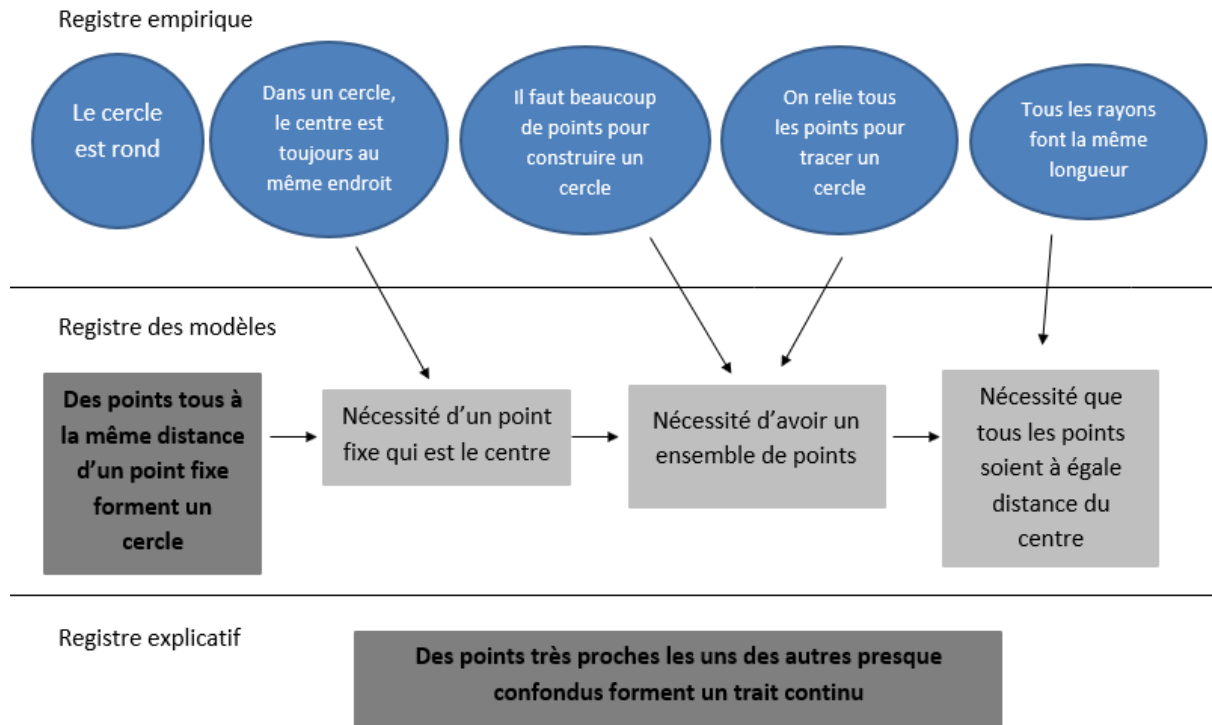 Registre empirique
Le cercle
est rond
Dans un cercle,
le centre est
toujours au
même endroit
Il faut beaucoup
de points pour
construire un
cercle
On relie tous
les points pour
tracer un
cercle
Tous les rayons
font la même
longueur
Registre des modèles
Des points tous à
la même distance
d’un point fixe
forment un
cercle
Nécessité d’un point
fixe qui est le centre
Nécessité d’avoir un
ensemble de points
Nécessité que
tous les points
soient à égale
distance du
centre
Registre explicatif
Des points très proches les uns des autres presque
confondus forment un trait continu